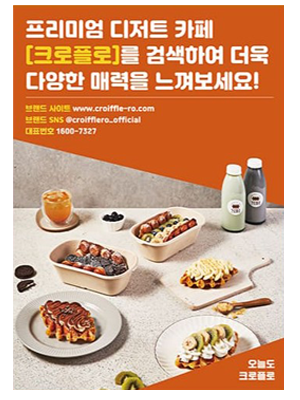 프리미엄 디저트 카페
[크로플로]를 검색하여 더욱
다양한 매력을 느껴보세요!
브랜드 사이트 www.croiffle-ro.com
브랜드 SNS @croifflero_official
대표번호 1600-7327
오늘도
크로플로